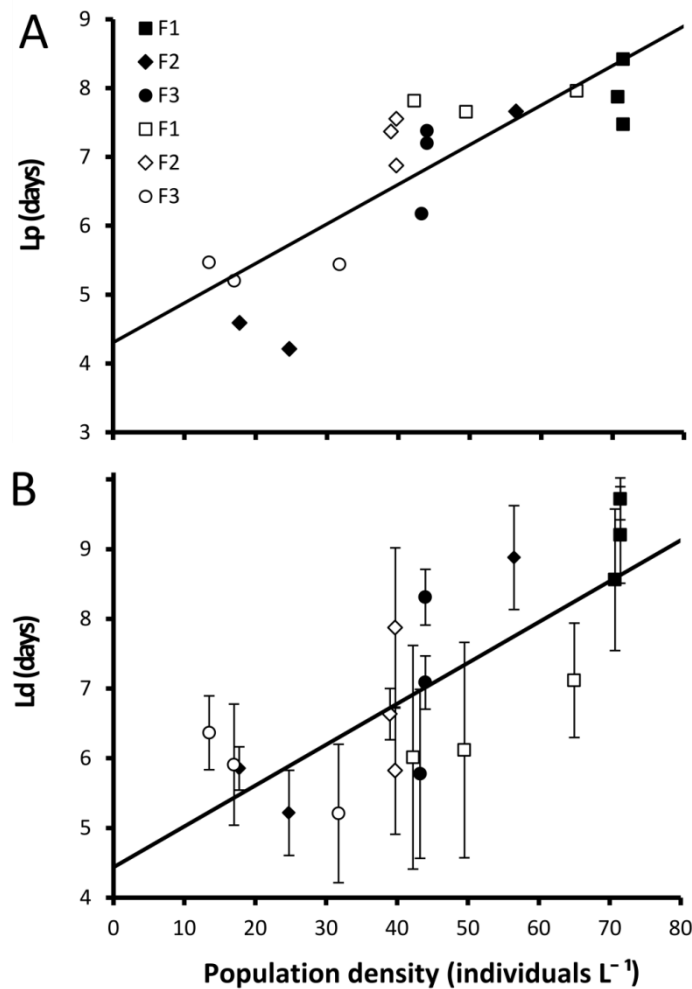 A
9
8
7
6
5
4
3
Lp (days)
F1
F2
F3
F1
F2
F3
B
9
8
7
6
5
4
Ld (days)
0 10 20 30 40 50 60 70 80
Population density (individuals L⁻¹)